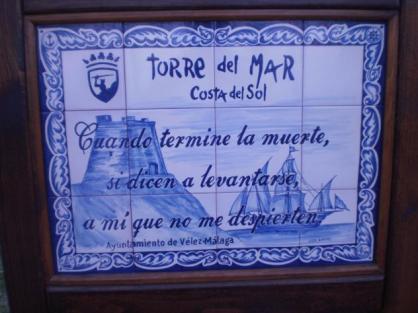 TORRE del MAR
COSTA del SOL
Cuando termine la muerte,
si dicen a levantarse,
a mí que no me despierten.
Ayuntamiento de Vélez-Málaga